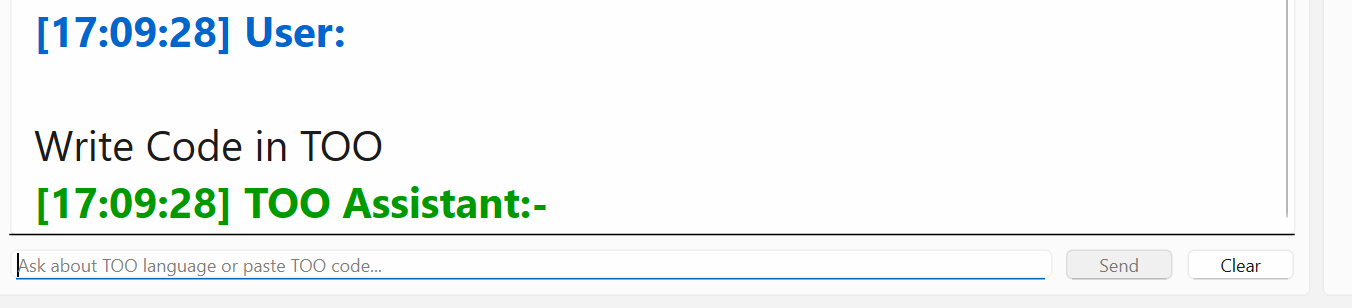 [17:09:28] User:
Write Code in TOO
[17:09:28] TOO Assistant:-
Ask about TOO language or paste TOO code...
Send
Clear